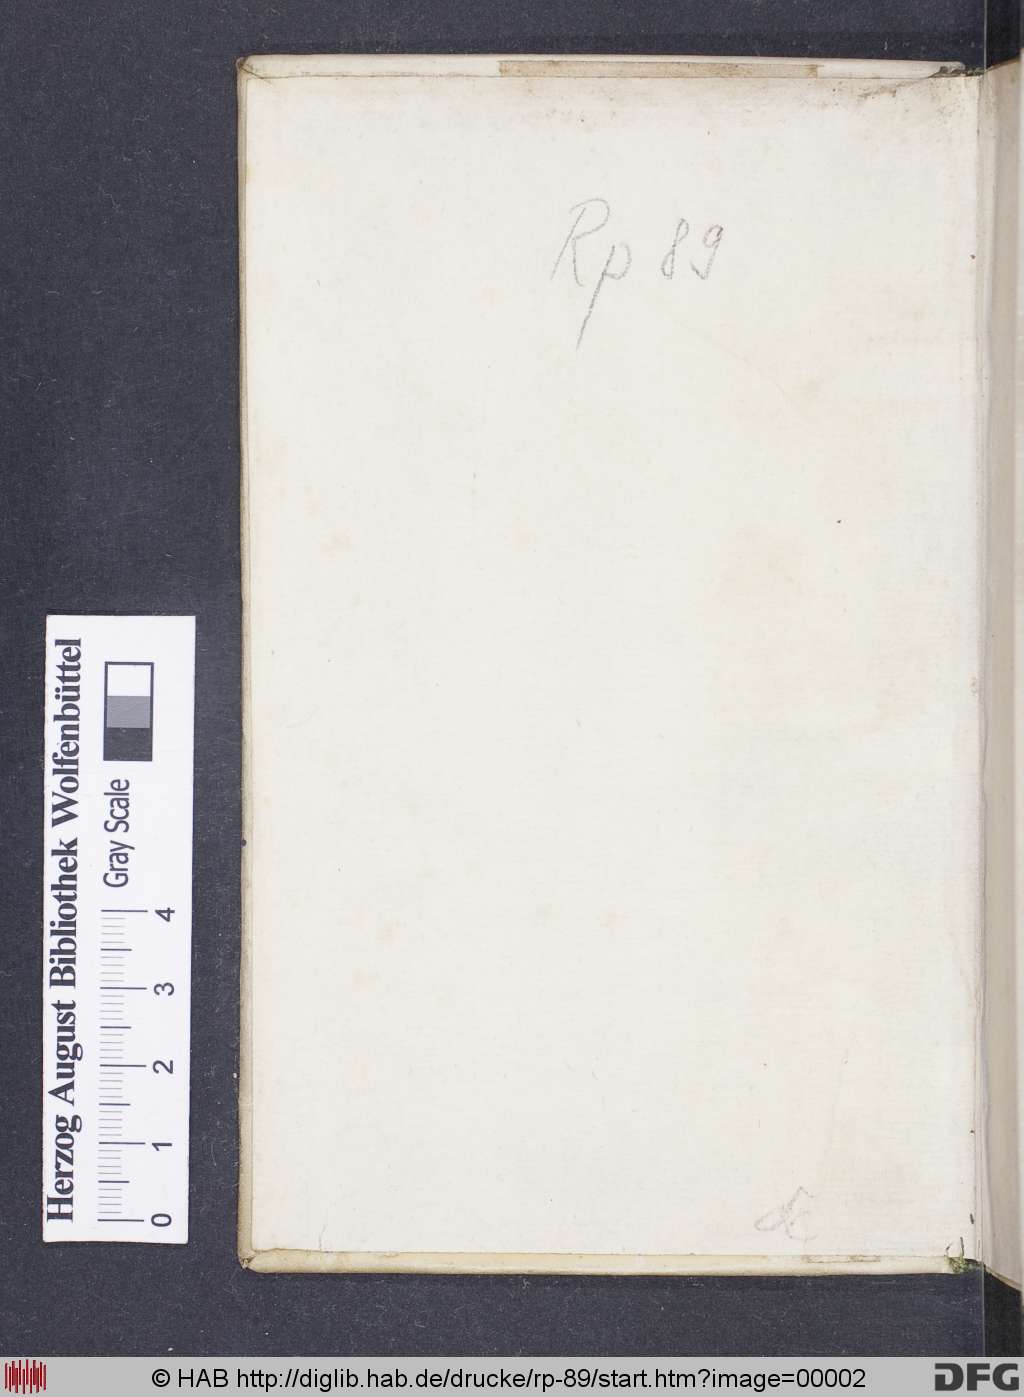 Rp 89
Herzog August Bibliothek Wolfenbüttel
Gray Scale
0 1 2 3 4
© HAB http://diglib.hab.de/drucke/rp-89/start.htm?image=00002
DFG